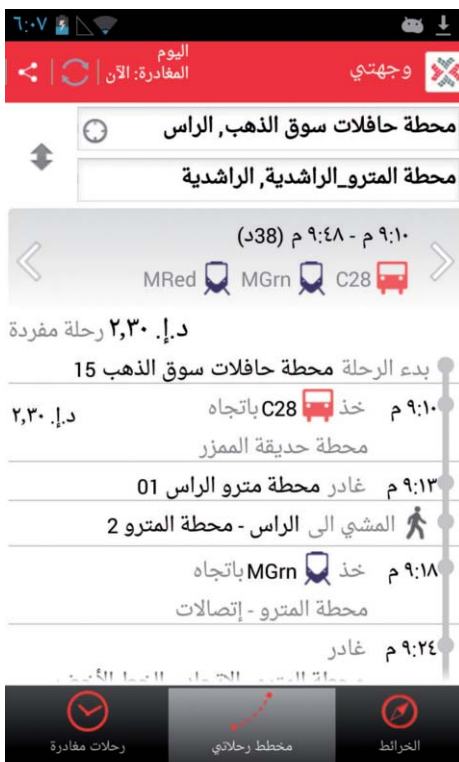 ٦:٠٧
وجهتي
اليوم
المغادرة: الآن
محطة حافلات سوق الذهب, الراس
محطة المترو_الراشدية, الراشدية
٩:١٠ م - ٩:٤٨ م (38د)
C28 MGrn MRed
د.إ. ٢,٣٠ رحلة مفردة
بدء الرحلة محطة حافلات سوق الذهب 15
٩:١٠ م خذ C28 باتجاه د.إ. ٢,٣٠
محطة حديقة الممزر
٩:١٣ م غادر محطة مترو الراس 01
المشي الى الراس - محطة المترو 2
٩:١٨ م خذ MGrn باتجاه
محطة المترو - إتصالات
٩:٢٤ م غادر
الخرائط
مخطط رحلاتي
رحلات مغادرة